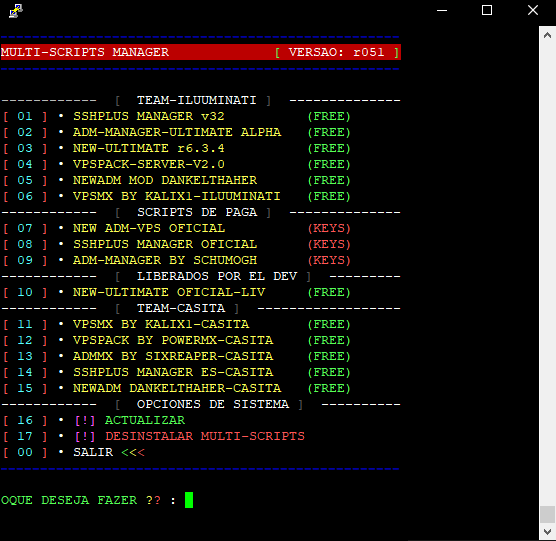 MULTI-SCRIPTS MANAGER [ VERSAO: r051 ]
------------ [ TEAM-ILUUMINATI ] --------------
[ 01 ] • SSHPLUS MANAGER v32 (FREE)
[ 02 ] • ADM-MANAGER-ULTIMATE ALPHA (FREE)
[ 03 ] • NEW-ULTIMATE r6.3.4 (FREE)
[ 04 ] • VPSPACK-SERVER-V2.0 (FREE)
[ 05 ] • NEWADM MOD DANKELTHAHER (FREE)
[ 06 ] • VPSMX BY KALIX1-ILUUMINATI (FREE)
------------ [ SCRIPTS DE PAGA ] --------------
[ 07 ] • NEW ADM-VPS OFICIAL (KEYS)
[ 08 ] • SSHPLUS MANAGER OFICIAL (KEYS)
[ 09 ] • ADM-MANAGER BY SCHUMOGH (KEYS)
------------ [ LIBERADOS POR EL DEV ] ---------
[ 10 ] • NEW-ULTIMATE OFICIAL-LIV (FREE)
------------ [ TEAM-CASITA ] ------------------
[ 11 ] • VPSMX BY KALIX1-CASITA (FREE)
[ 12 ] • VPSPACK BY POWERMX-CASITA (FREE)
[ 13 ] • ADMMX BY SIXREAPER-CASITA (FREE)
[ 14 ] • SSHPLUS MANAGER ES-CASITA (FREE)
[ 15 ] • NEWADM DANKELTHAHER-CASITA (FREE)
------------ [ OPCIONES DE SISTEMA ] ----------
[ 16 ] • [!] ACTUALIZAR
[ 17 ] • [!] DESINSTALAR MULTI-SCRIPTS
[ 00 ] • SALIR <<<
OQUE DESEJA FAZER ?? :